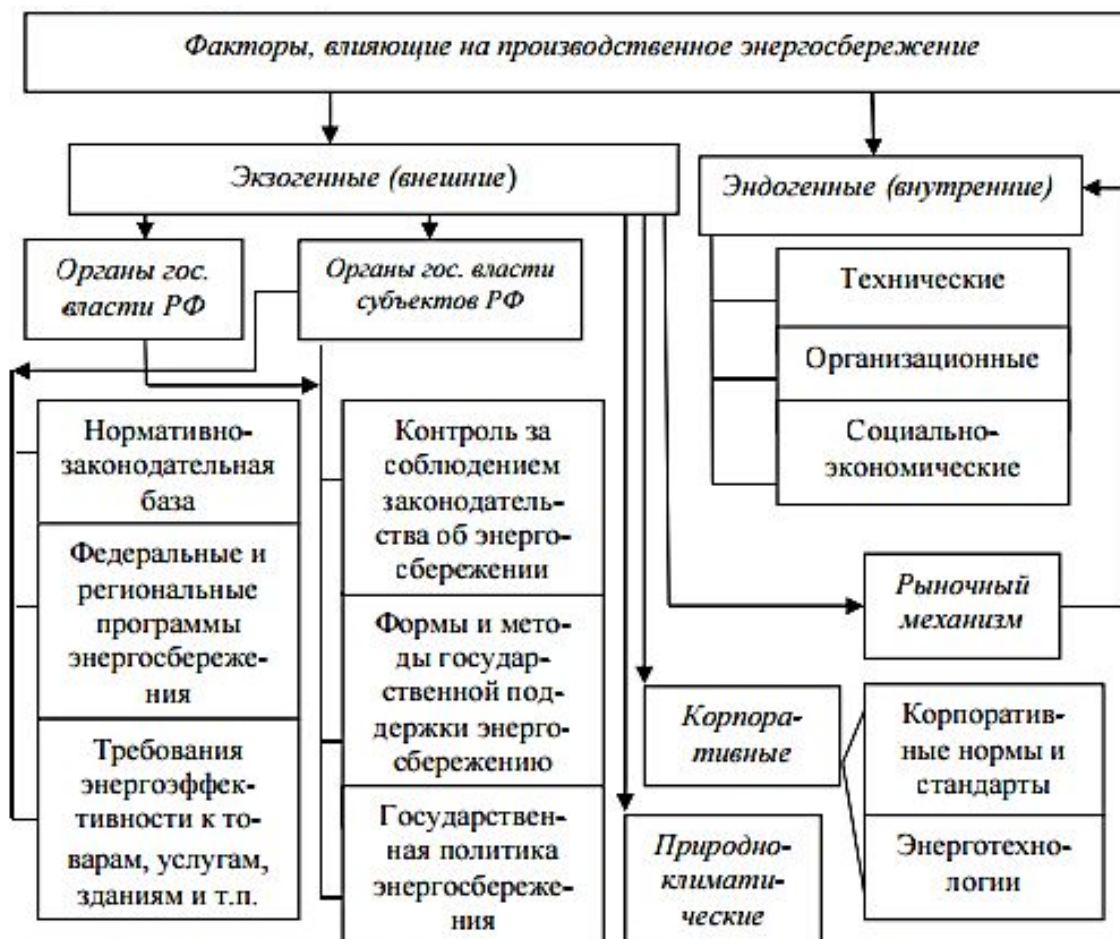 Факторы, влияющие на производственное энергосбережение
Экзогенные (внешние)
Эндогенные (внутренние)
Органы гос.
власти РФ
Органы гос. власти
субъектов РФ
Технические
Организационные
Социально-
экономические
Нормативно-
законодательная
база
Федеральные и
региональные
программы
энергосбереже-
ния
Требования
энергоэффек-
тивности к то-
варам, услугам,
зданиям и т.п.
Контроль за
соблюдением
законодатель-
ства об энерго-
сбережении
Формы и мето-
ды государ-
ственной под-
держки энерго-
сбережению
Государствен-
ная политика
энергосбереже-
ния
Рыночный
механизм
Корпора-
тивные
Корпоратив-
ные нормы и
стандарты
Энерготехно-
логии
Природно-
климати-
ческие